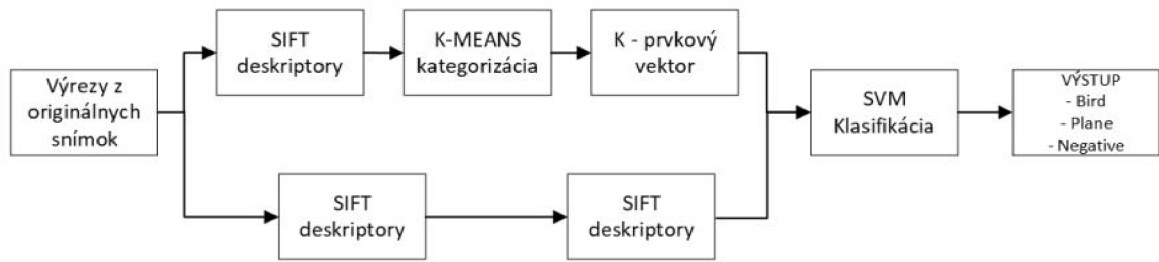 Výrezy z
originálnych
snímok
SIFT
deskriptory
K-MEANS
kategorizácia
K - prvkový
vektor
SIFT
deskriptory
SIFT
deskriptory
SVM
Klasifikácia
VÝSTUP
- Bird
- Plane
- Negative